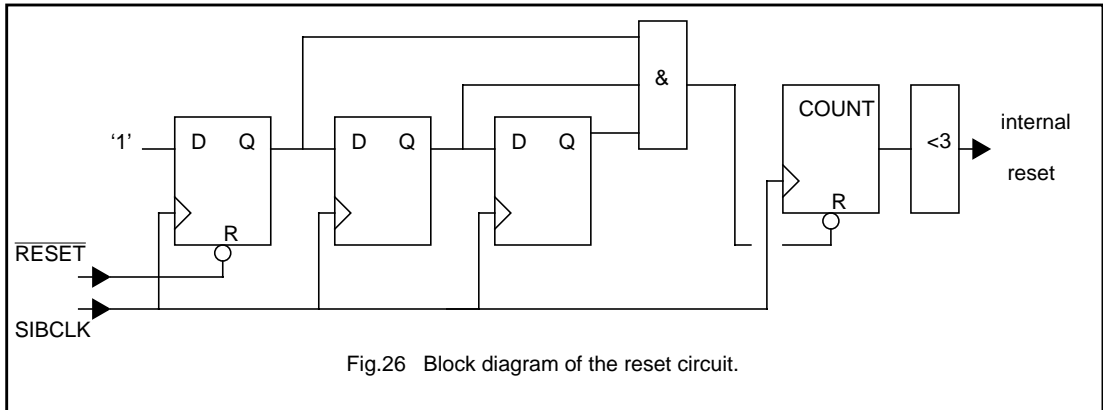 &
COUNT
'1'
D Q
D Q
D Q
<3
internal
reset
R
R
RESET
SIBCLK
Fig.26 Block diagram of the reset circuit.